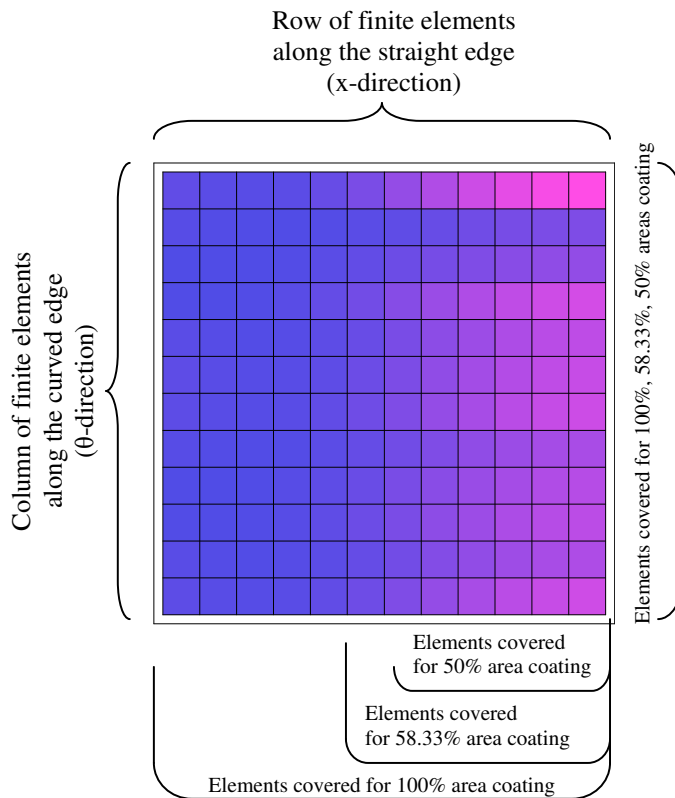 Row of finite elements
along the straight edge
(x-direction)
Column of finite elements
along the curved edge
(θ-direction)
Elements covered for 100%, 58.33%, 50% areas coating
Elements covered
for 50% area coating
Elements covered
for 58.33% area coating
Elements covered for 100% area coating